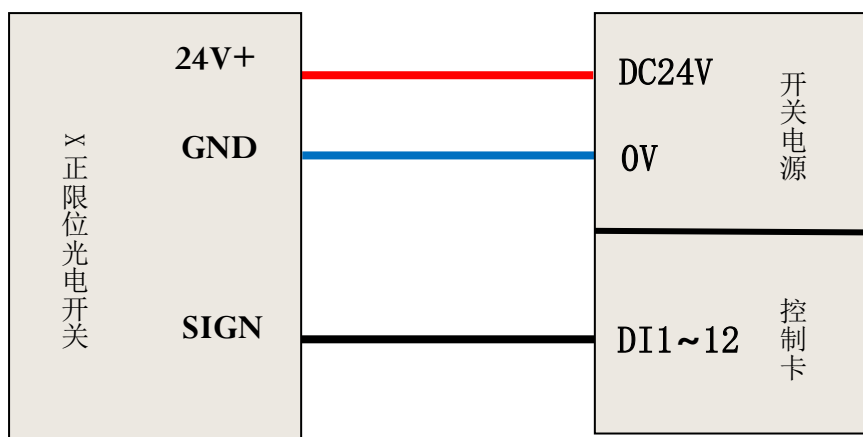 X正限位光电开关
24V+
GND
SIGN
DC24V
0V
开关电源
DI1~12
控制卡